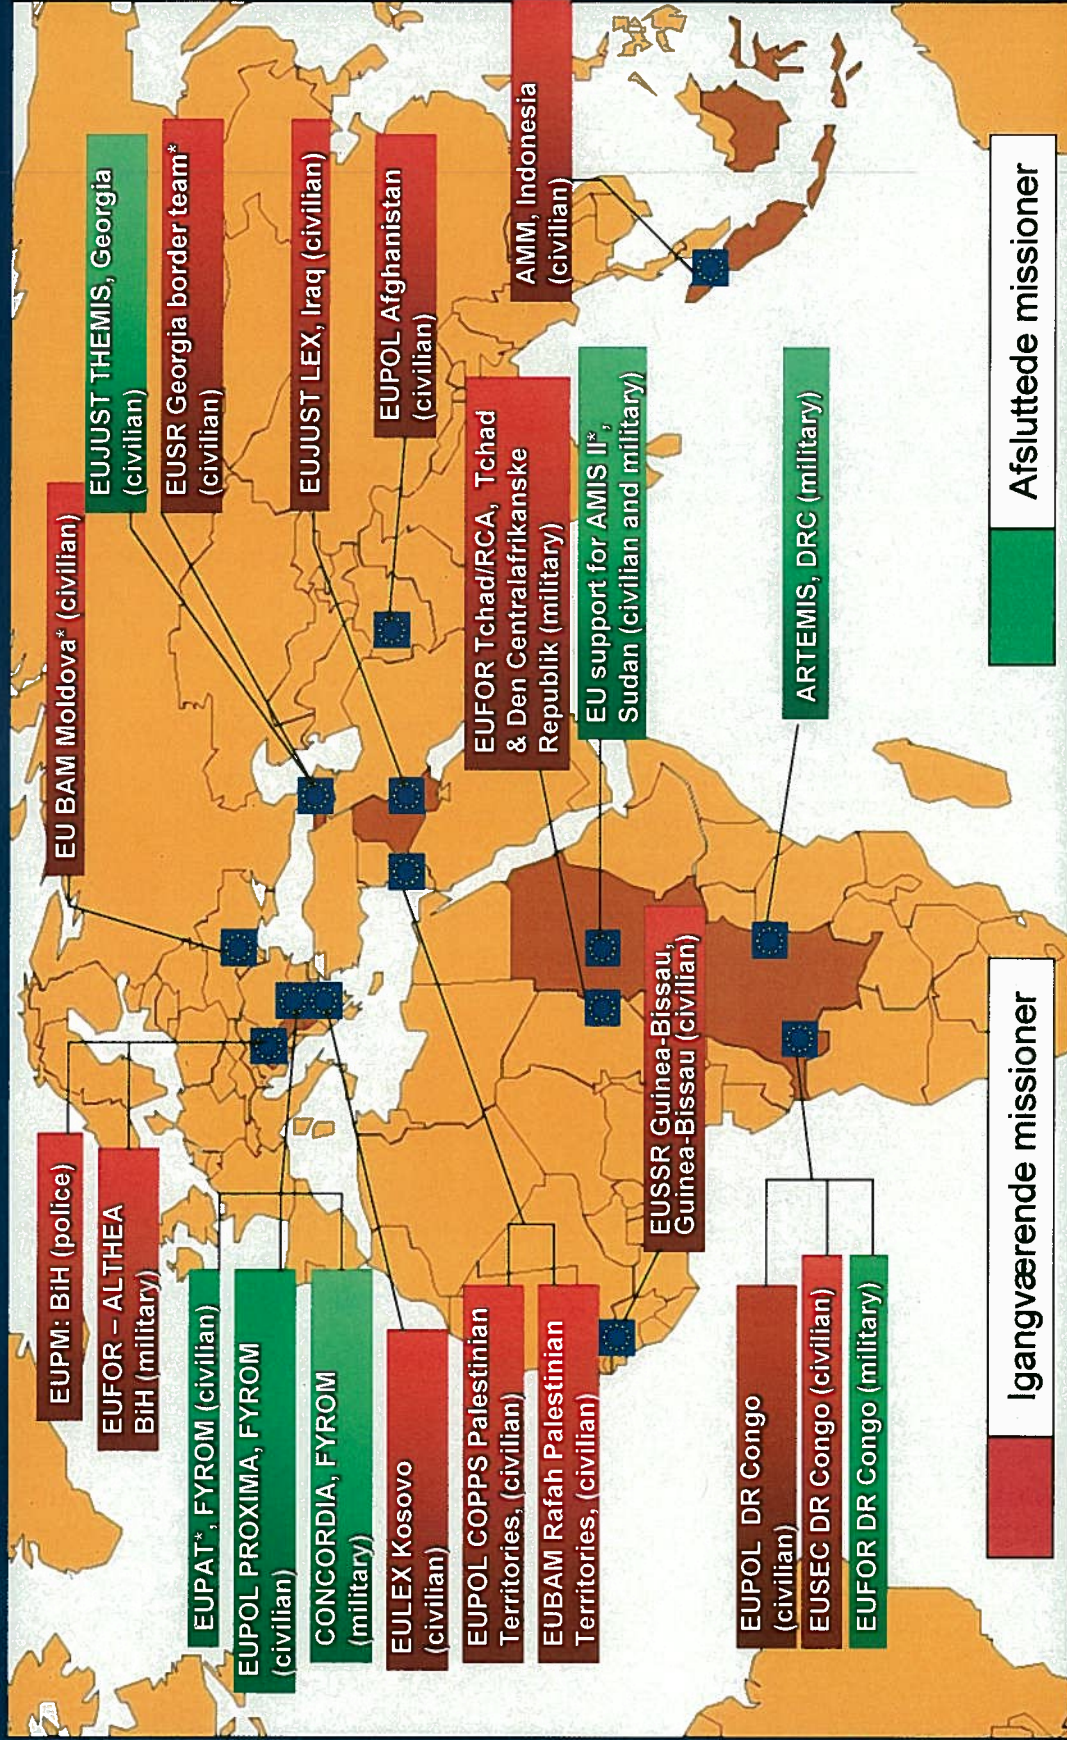 EUPM: BiH (police)
EUFOR – ALTHEA
BiH (military)
EUPAT*, FYROM (civilian)
EUPOL PROXIMA, FYROM
(civilian)
CONCORDIA, FYROM
(military)
EULEX Kosovo
(civilian)
EUPOL COPPS Palestinian
Territories, (civilian)
EUBAM Rafah Palestinian
Territories, (civilian)
EUPOL DR Congo
(civilian)
EUSEC DR Congo (civilian)
EUFOR DR Congo (military)
EUSSR Guinea-Bissau,
Guinea-Bissau (civilian)
EU BAM Moldova* (civilian)
EUJUST THEMIS, Georgia
(civilian)
EUSR Georgia border team*
(civilian)
EUJUST LEX, Iraq (civilian)
EUPOL Afghanistan
(civilian)
EUFOR Tchad/RCA, Tchad
& Den Centralafrikanske
Republik (military)
EU support for AMIS II*,
Sudan (civilian and military)
AMM, Indonesia
(civilian)
ARTEMIS, DRC (military)
Igangværende missioner
Afsluttede missioner